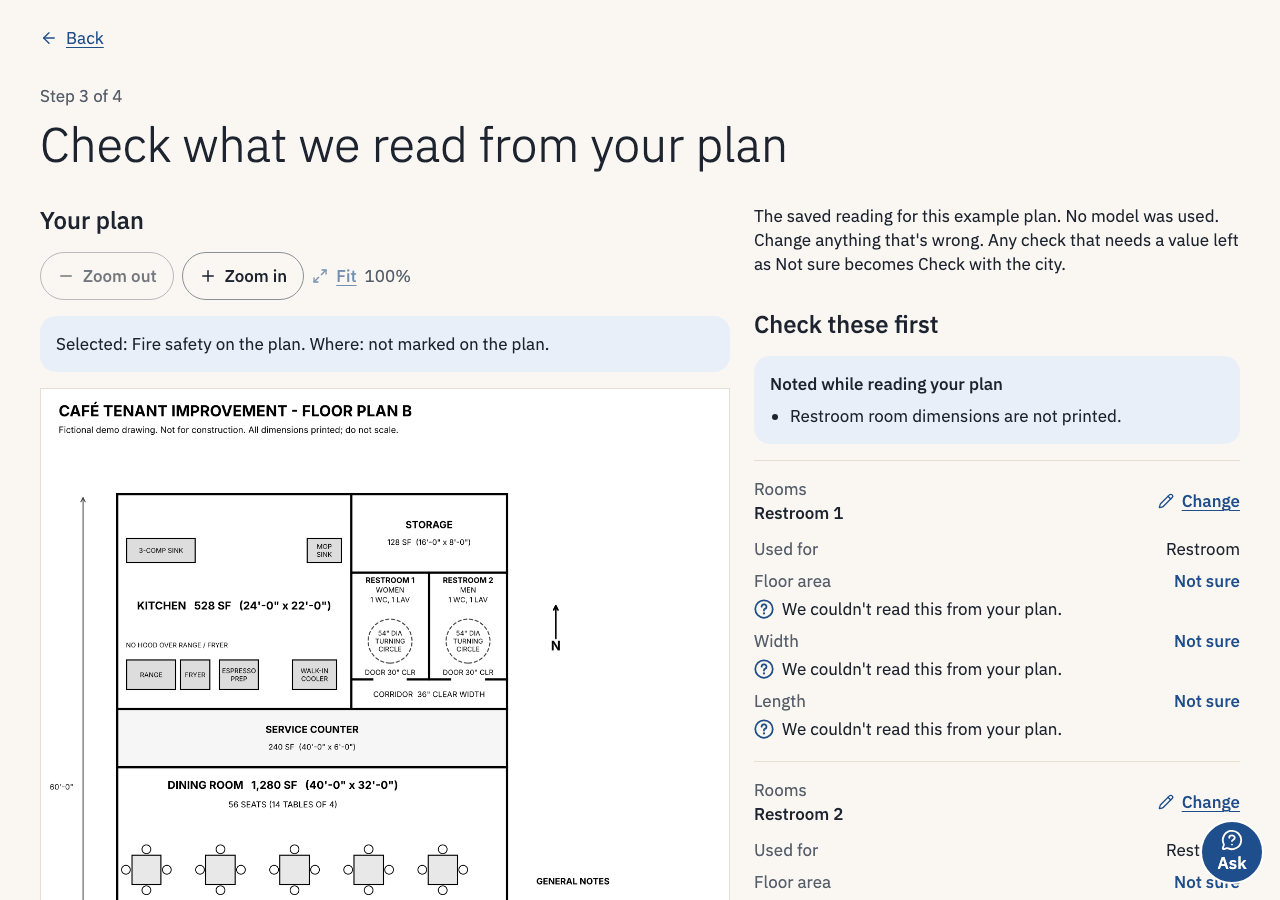 Back
Step 3 of 4
Check what we read from your plan
Your plan
Zoom out
Zoom in
Fit
100%
Selected: Fire safety on the plan. Where: not marked on the plan.
CAFÉ TENANT IMPROVEMENT - FLOOR PLAN B
Fictional demo drawing. Not for construction. All dimensions printed; do not scale.
STORAGE
128 SF (16'-0" x 8'-0")
3-COMP SINK
MOP
SINK
RESTROOM 1
WOMEN
1 WC, 1 LAV
RESTROOM 2
MEN
1 WC, 1 LAV
KITCHEN 528 SF (24'-0" x 22'-0")
54" DIA
TURNING
CIRCLE
54" DIA
TURNING
CIRCLE
N
NO HOOD OVER RANGE / FRYER
RANGE
FRYER
ESPRESSO
PREP
WALK-IN
COOLER
DOOR 30" CLR
DOOR 30" CLR
CORRIDOR 36" CLEAR WIDTH
SERVICE COUNTER
240 SF (40'-0" x 6'-0")
60'-0"
DINING ROOM 1,280 SF (40'-0" x 32'-0")
56 SEATS (14 TABLES OF 4)
GENERAL NOTES
The saved reading for this example plan. No model was used.
Change anything that's wrong. Any check that needs a value left
as Not sure becomes Check with the city.
Check these first
Noted while reading your plan
• Restroom room dimensions are not printed.
Rooms
Restroom 1
Change
Used for
Restroom
Floor area
Not sure
We couldn't read this from your plan.
Width
Not sure
We couldn't read this from your plan.
Length
Not sure
We couldn't read this from your plan.
Rooms
Restroom 2
Change
Used for
Rest
Floor area
Not sure
Ask